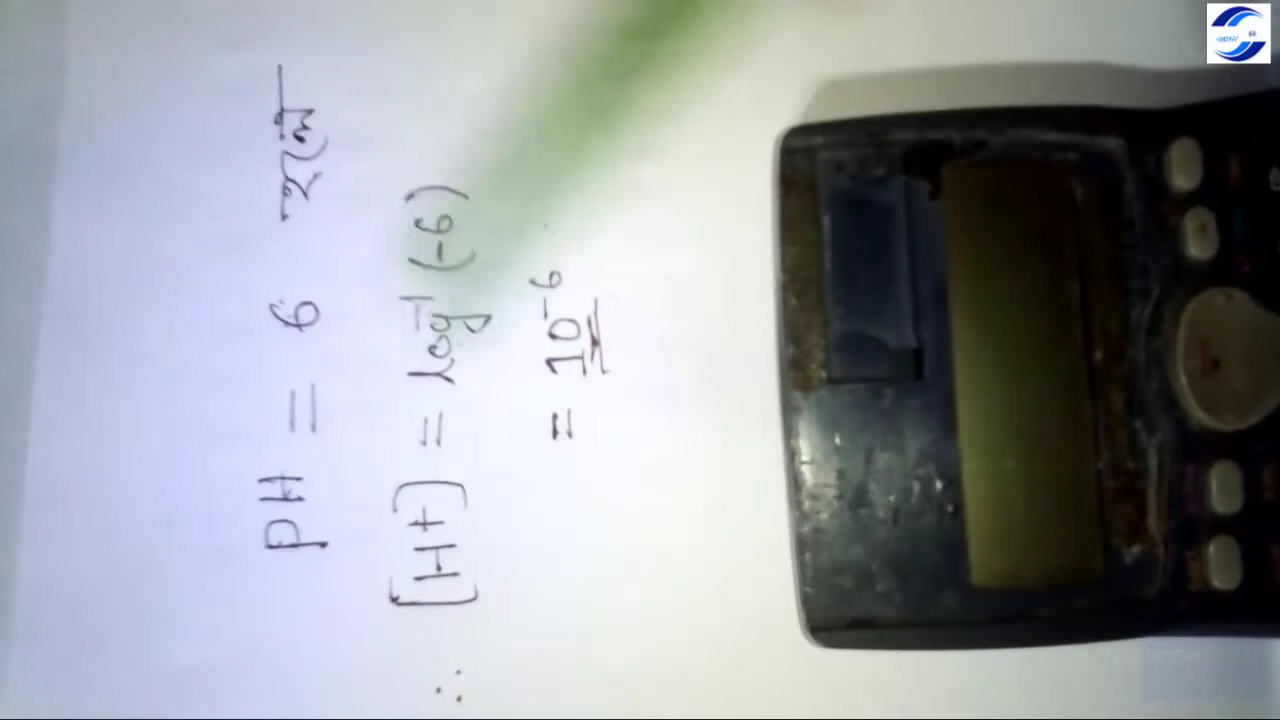 pH = 6 হলে
∴ [H+] = log⁻¹ (-6)
= 10⁻⁶